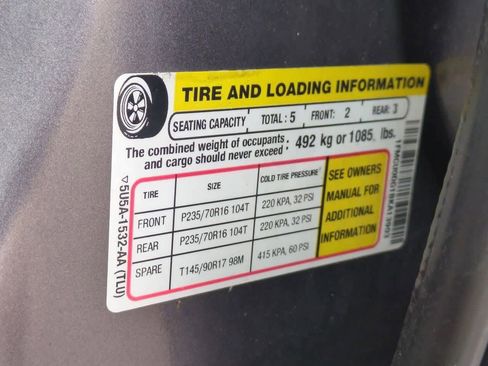 TIRE AND LOADING INFORMATION
SEATING CAPACITY TOTAL : 5 FRONT: 2 REAR: 3
The combined weight of occupants
and cargo should never exceed : 492 kg or 1085 lbs.
TIRE SIZE COLD TIRE PRESSURE
FRONT P235/70R16 104T 220 KPA, 32 PSI
REAR P235/70R16 104T 220 KPA, 32 PSI
SPARE T145/90R17 98M 415 KPA, 60 PSI
SEE OWNERS
MANUAL FOR
ADDITIONAL
INFORMATION
5U5A-1532-AA (TLU)